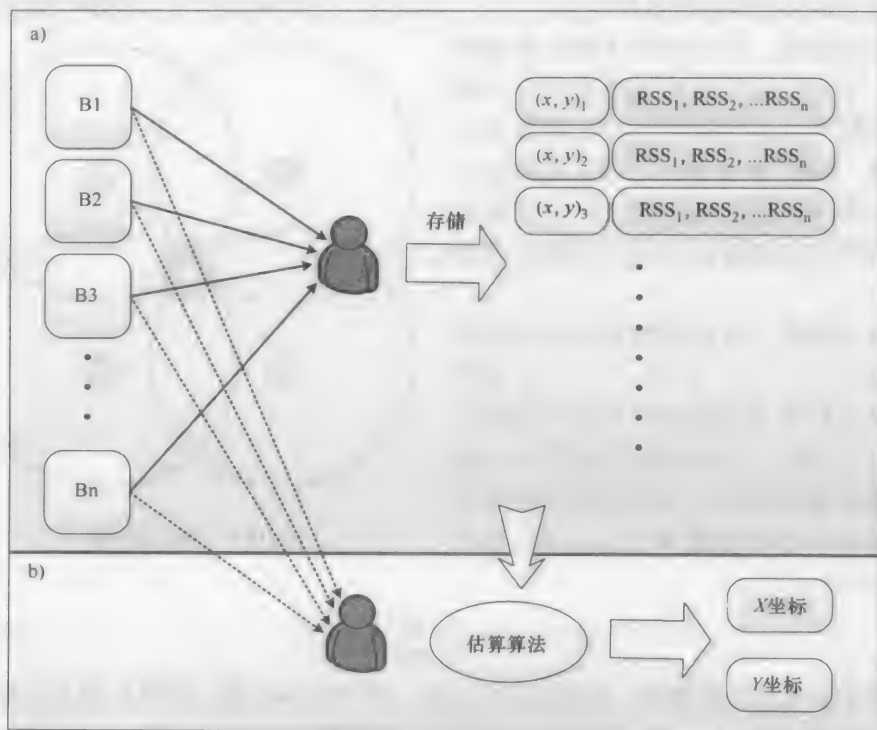 a)
B1
B2
B3
Bn
存储
(x, y)₁ RSS₁, RSS₂, ...RSSₙ
(x, y)₂ RSS₁, RSS₂, ...RSSₙ
(x, y)₃ RSS₁, RSS₂, ...RSSₙ
b)
估算算法
X坐标
Y坐标